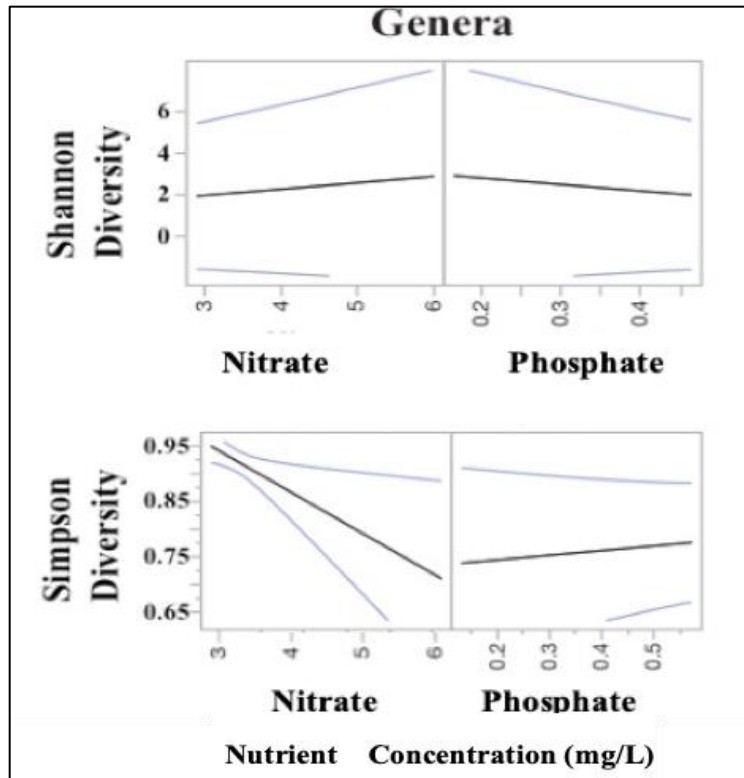 Genera
Shannon
Diversity
6
4
2
0
3 4 5 6
0.2 0.3 0.4
Nitrate Phosphate
Simpson
Diversity
0.95
0.85
0.75
0.65
3 4 5 6
0.2 0.3 0.4 0.5
Nitrate Phosphate
Nutrient Concentration (mg/L)